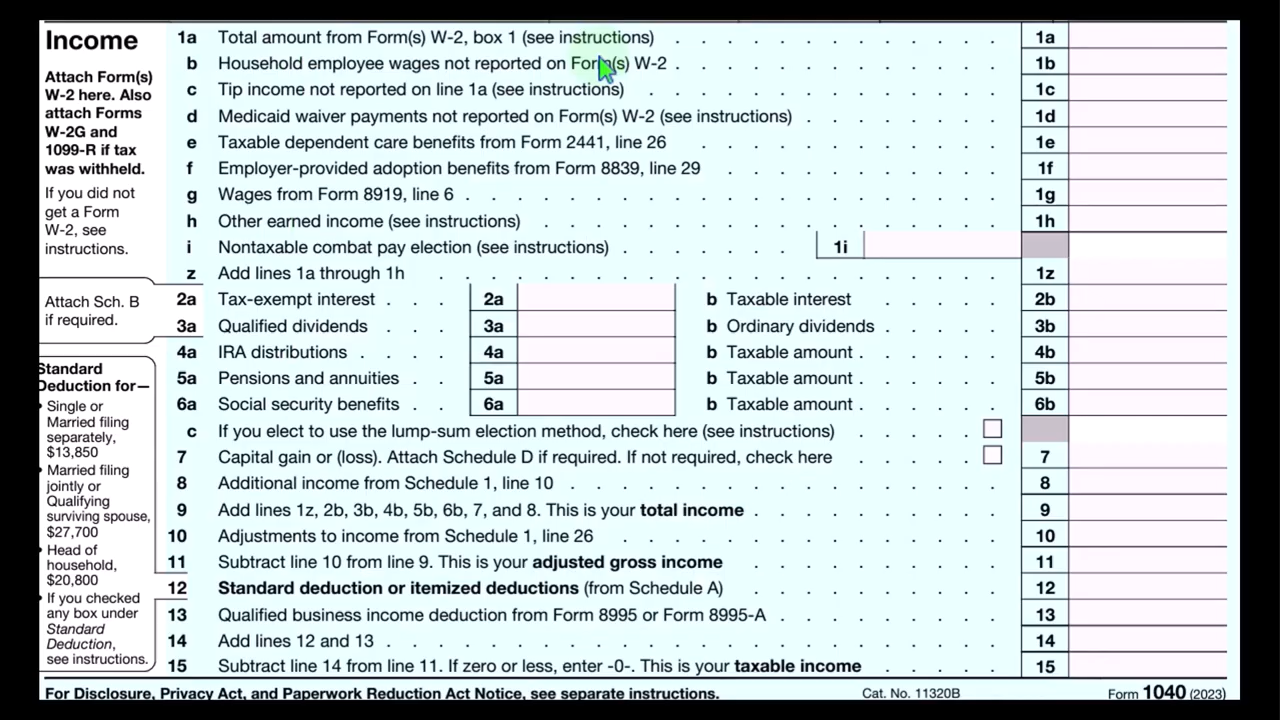 Income
Attach Form(s)
W-2 here. Also
attach Forms
W-2G and
1099-R if tax
was withheld.
If you did not
get a Form
W-2, see
instructions.
1a Total amount from Form(s) W-2, box 1 (see instructions) . . . . . . . . . . . . . 1a
b Household employee wages not reported on Form(s) W-2 . . . . . . . . . . . . . 1b
c Tip income not reported on line 1a (see instructions) . . . . . . . . . . . . . . 1c
d Medicaid waiver payments not reported on Form(s) W-2 (see instructions) . . . . . . . . 1d
e Taxable dependent care benefits from Form 2441, line 26 . . . . . . . . . . . . 1e
f Employer-provided adoption benefits from Form 8839, line 29 . . . . . . . . . . . 1f
g Wages from Form 8919, line 6 . . . . . . . . . . . . . . . . . . . . . 1g
h Other earned income (see instructions) . . . . . . . . . . . . . . . . . . 1h
i Nontaxable combat pay election (see instructions) . . . . . . . 1i
z Add lines 1a through 1h . . . . . . . . . . . . . . . . . . . . . . 1z
Attach Sch. B
if required.
2a Tax-exempt interest . . . 2a b Taxable interest . . . . . 2b
3a Qualified dividends . . . 3a b Ordinary dividends . . . . . 3b
4a IRA distributions . . . . 4a b Taxable amount . . . . . . 4b
5a Pensions and annuities . . 5a b Taxable amount . . . . . . 5b
6a Social security benefits . . 6a b Taxable amount . . . . . . 6b
c If you elect to use the lump-sum election method, check here (see instructions) . . . . .
7 Capital gain or (loss). Attach Schedule D if required. If not required, check here . . . . . 7
8 Additional income from Schedule 1, line 10 . . . . . . . . . . . . . . . . . 8
9 Add lines 1z, 2b, 3b, 4b, 5b, 6b, 7, and 8. This is your total income . . . . . . . . . 9
10 Adjustments to income from Schedule 1, line 26 . . . . . . . . . . . . . . . 10
11 Subtract line 10 from line 9. This is your adjusted gross income . . . . . . . . . . 11
12 Standard deduction or itemized deductions (from Schedule A) . . . . . . . . . . 12
13 Qualified business income deduction from Form 8995 or Form 8995-A . . . . . . . . . 13
14 Add lines 12 and 13 . . . . . . . . . . . . . . . . . . . . . . . 14
15 Subtract line 14 from line 11. If zero or less, enter -0-. This is your taxable income . . . . . 15
Standard
Deduction for—
• Single or
Married filing
separately,
$13,850
• Married filing
jointly or
Qualifying
surviving spouse,
$27,700
• Head of
household,
$20,800
• If you checked
any box under
Standard
Deduction,
see instructions.
For Disclosure, Privacy Act, and Paperwork Reduction Act Notice, see separate instructions. Cat. No. 11320B Form 1040 (2023)